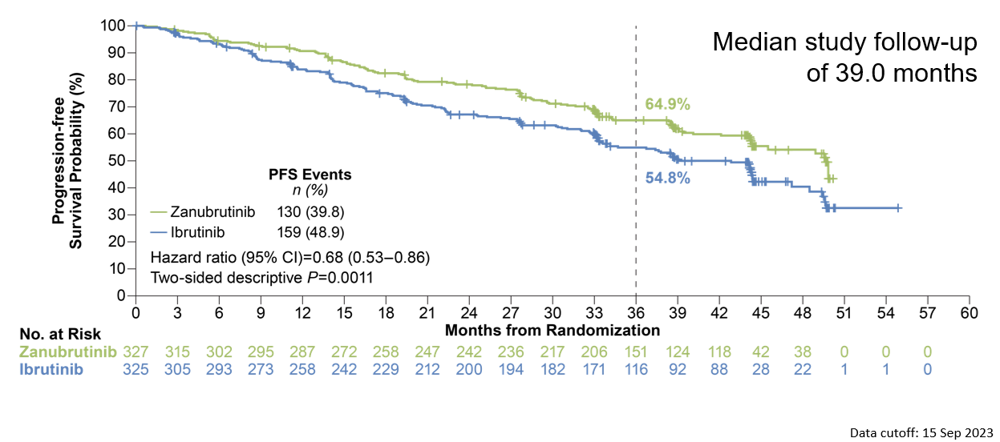 Median study follow-up
of 39.0 months
Progression-free
Survival Probability (%)
100
90
80
70
60
50
40
30
20
10
0
64.9%
54.8%
PFS Events
n (%)
Zanubrutinib 130 (39.8)
Ibrutinib 159 (48.9)
Hazard ratio (95% CI)=0.68 (0.53–0.86)
Two-sided descriptive P=0.0011
0 3 6 9 12 15 18 21 24 27 30 33 36 39 42 45 48 51 54 57 60
Months from Randomization
No. at Risk
Zanubrutinib 327 315 302 295 287 272 258 247 242 236 217 206 151 124 118 42 38 0 0 0
Ibrutinib 325 305 293 273 258 242 229 212 200 194 182 171 116 92 88 28 22 1 1 0
Data cutoff: 15 Sep 2023